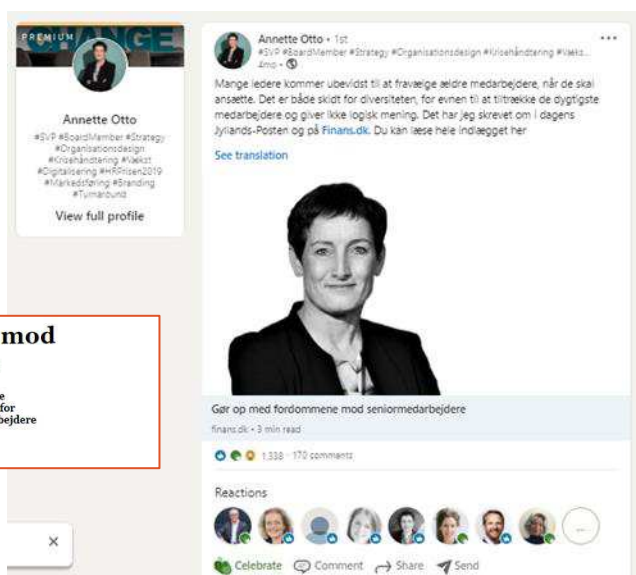 PREMIUM
CHANGE
Annette Otto
#SVP #BoardMember #Strategy
#Organisationsdesign
#Krisehåndtering #Vækst
#Digitalisering #HRPrisen2019
#Markedsføring #Branding
#Turnaround
View full profile
mod
e
for
bejdere
Annette Otto • 1st
#SVP #BoardMember #Strategy #Organisationsdesign #Krisehåndtering #Væks...
4mo •
Mange ledere kommer ubevidst til at fravælge ældre medarbejdere, når de skal
ansætte. Det er både skidt for diversiteten, for evnen til at tiltrække de dygtigste
medarbejdere og giver ikke logisk mening. Det har jeg skrevet om i dagens
Jyllands-Posten og på Finans.dk. Du kan læse hele indlægget her
See translation
Gør op med fordommene mod seniormedarbejdere
finans.dk • 3 min read
1,338 · 170 comments
Reactions
Celebrate Comment Share Send